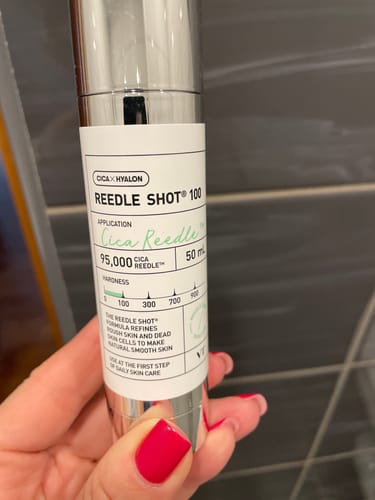 CICA × HYALON
REEDLE SHOT® 100
APPLICATION
Cica Reedle™
95,000 CICA REEDLE™
50 mL
HARDNESS
0 100 300 700 900
THE REEDLE SHOT®
FORMULA REFINES
ROUGH SKIN AND DEAD
SKIN CELLS TO MAKE
NATURAL SMOOTH SKIN
USE AT THE FIRST STEP
OF DAILY SKIN CARE